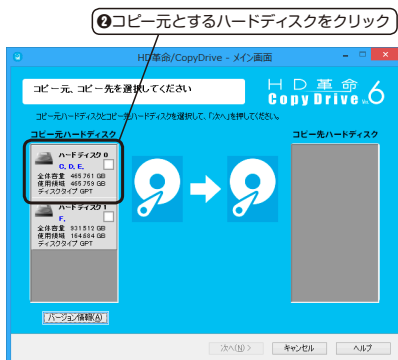 ❷コピー元とするハードディスクをクリック
HD革命/CopyDrive - メイン画面
コピー元、コピー先を選択してください
HD革命
CopyDrive Ver.6
コピー元ハードディスクとコピー先ハードディスクを選択して、「次へ」を押してください。
コピー元ハードディスク
コピー先ハードディスク
ハードディスク 0
C, D, E,
全体容量 465.761 GB
使用領域 465.759 GB
ディスクタイプ GPT
ハードディスク 1
F,
全体容量 931.512 GB
使用領域 164.684 GB
ディスクタイプ GPT
バージョン情報(A)
次へ(N) >
キャンセル
ヘルプ